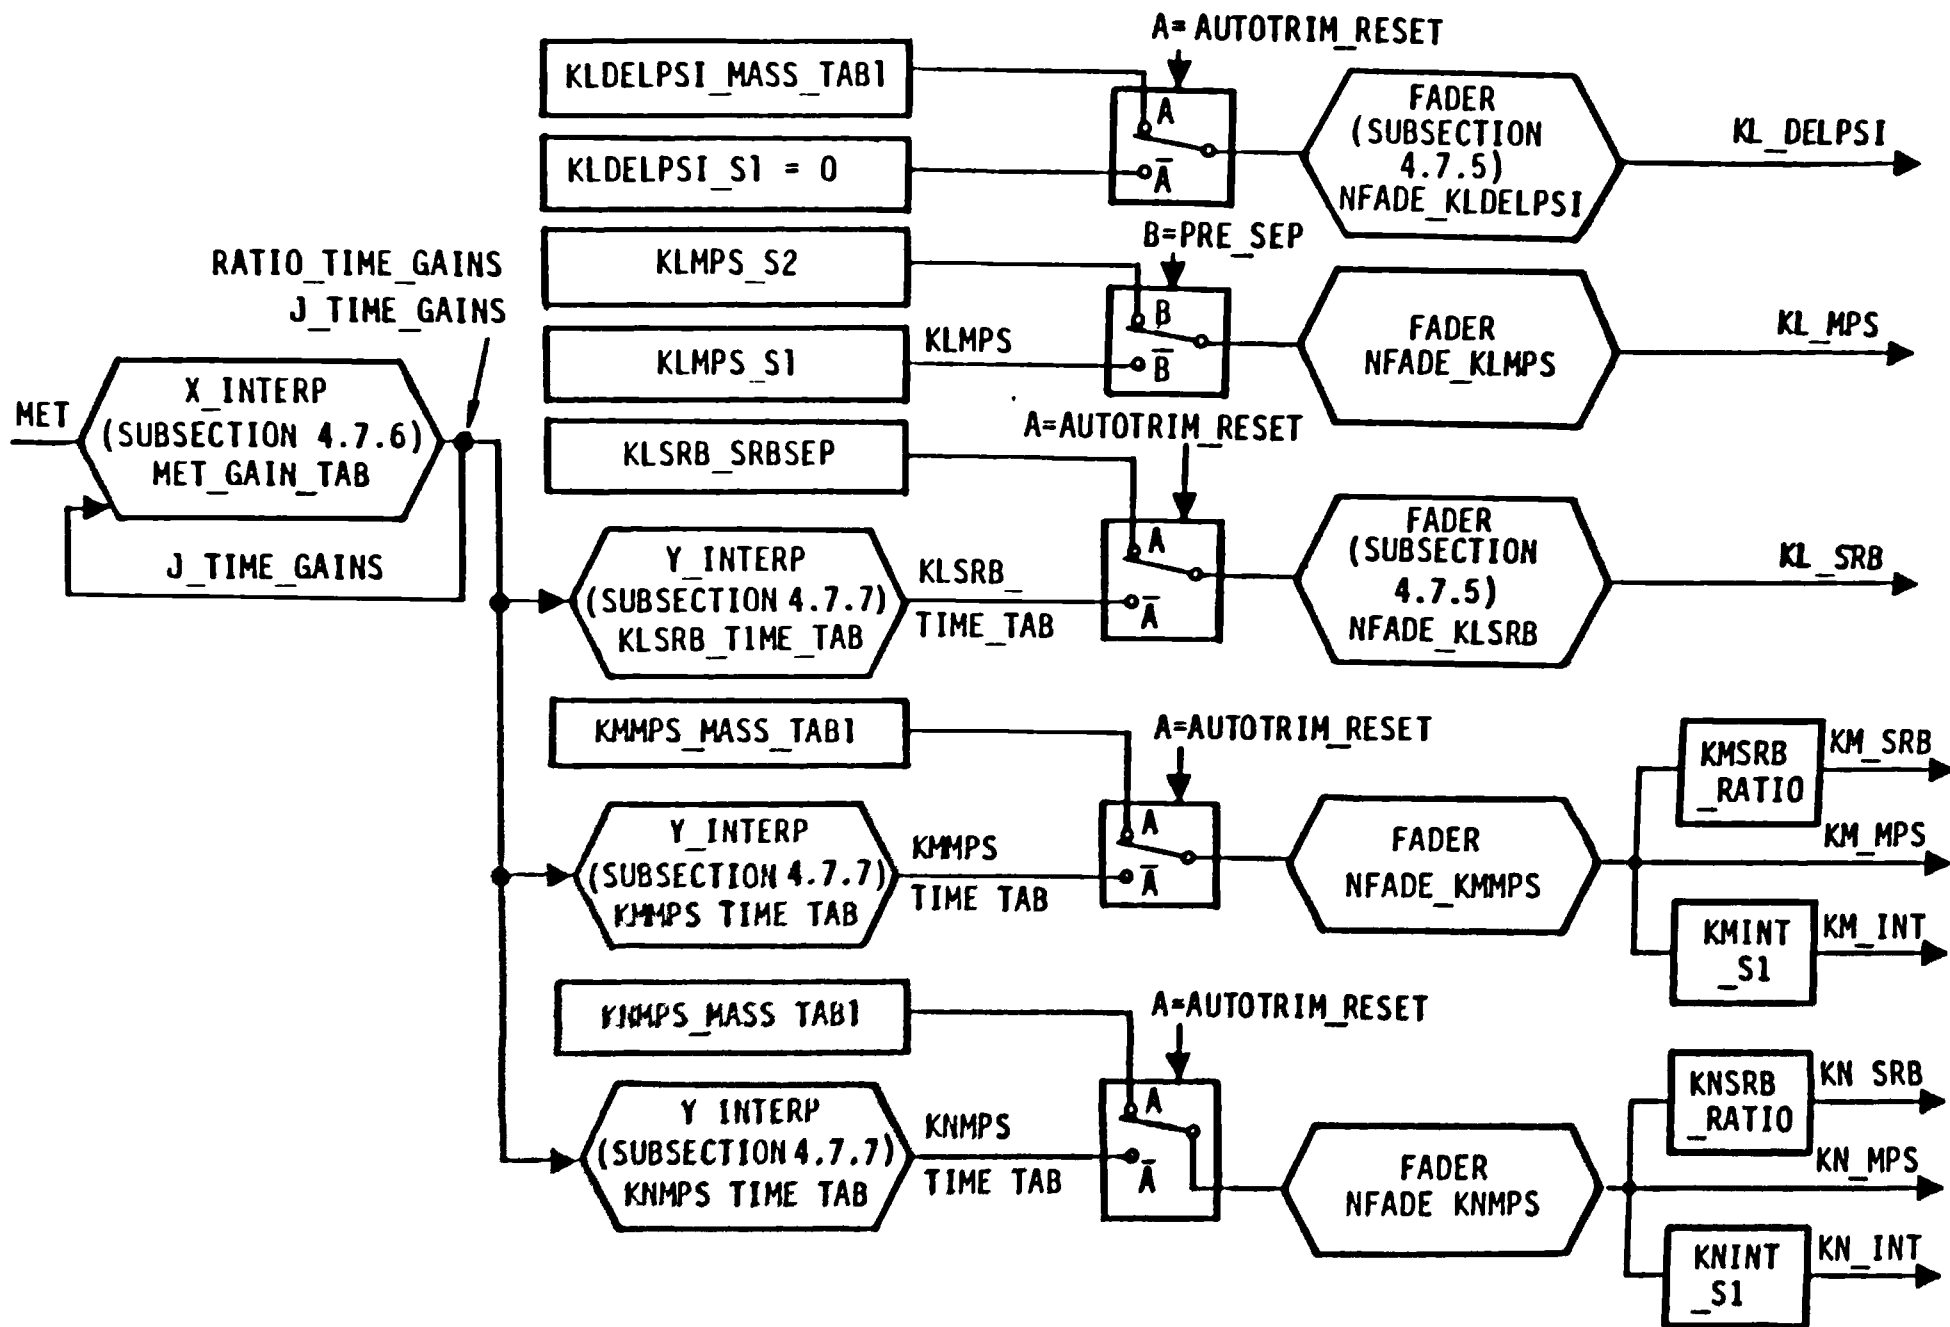 A=AUTOTRIM_RESET
KLDELPSI_MASS_TAB1
A
FADER
(SUBSECTION
4.7.5)
NFADE_KLDELPSI
KL_DELPSI
KLDELPSI_S1 = 0
A̅
B=PRE_SEP
RATIO_TIME_GAINS
J_TIME_GAINS
KLMPS_S2
B
FADER
NFADE_KLMPS
KL_MPS
KLMPS_S1
KLMPS
B̅
MET
X_INTERP
(SUBSECTION 4.7.6)
MET_GAIN_TAB
J_TIME_GAINS
A=AUTOTRIM_RESET
KLSRB_SRBSEP
A
FADER
(SUBSECTION
4.7.5)
NFADE_KLSRB
KL_SRB
Y_INTERP
(SUBSECTION 4.7.7)
KLSRB_TIME_TAB
KLSRB_
TIME_TAB
A̅
KMMPS_MASS_TAB1
A=AUTOTRIM_RESET
A
Y_INTERP
(SUBSECTION 4.7.7)
KMMPS TIME TAB
KMMPS
TIME TAB
A̅
FADER
NFADE_KMMPS
KMSRB
_RATIO
KM_SRB
KM_MPS
KMINT
_S1
KM_INT
KNMPS_MASS TAB1
A=AUTOTRIM_RESET
A
Y INTERP
(SUBSECTION 4.7.7)
KNMPS TIME TAB
KNMPS
TIME TAB
A̅
FADER
NFADE KNMPS
KNSRB
_RATIO
KN SRB
KN_MPS
KNINT
_S1
KN_INT